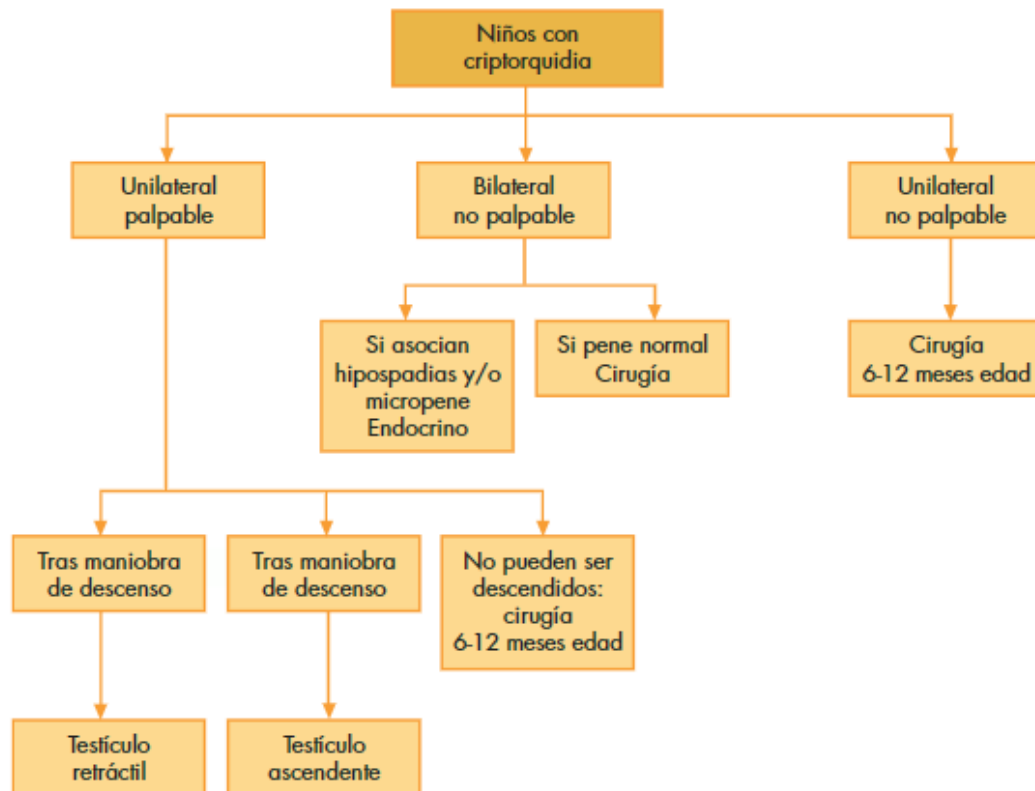 Niños con
criptorquidia
Unilateral
palpable
Bilateral
no palpable
Unilateral
no palpable
Si asocian
hipospadias y/o
micropene
Endocrino
Si pene normal
Cirugía
Cirugía
6-12 meses edad
Tras maniobra
de descenso
Tras maniobra
de descenso
No pueden ser
descendidos:
cirugía
6-12 meses edad
Testículo
retráctil
Testículo
ascendente